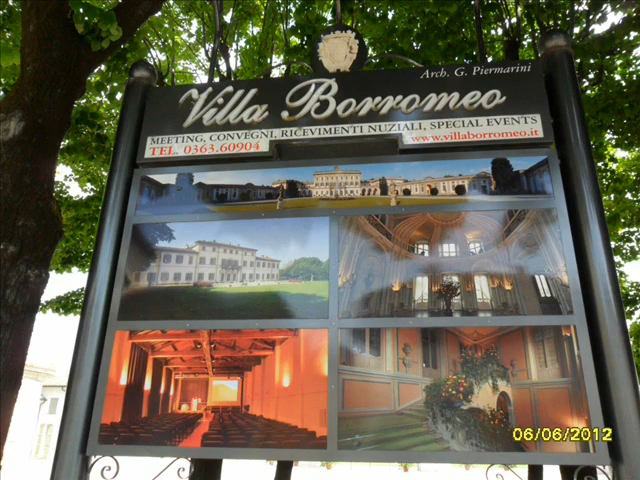 Arch. G. Piermarini
Villa Borromeo
MEETING, CONVEGNI, RICEVIMENTI NUZIALI, SPECIAL EVENTS
TEL. 0363.60904 www.villaborromeo.it
06/06/2012